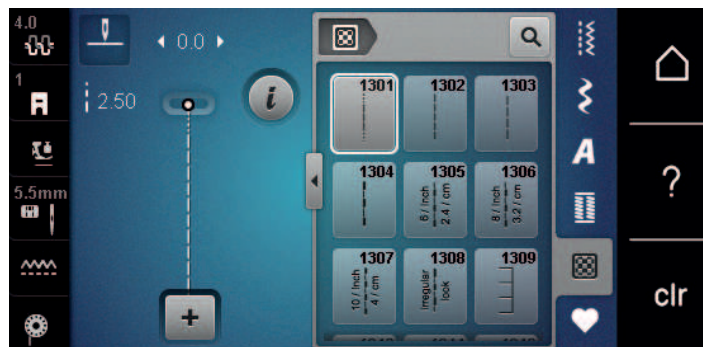 4.0
1
5.5mm
0.0
2.50
i
+
1301
1302
1303
1304
1305
6 / Inch
2.4 / cm
1306
8 / Inch
3.2 / cm
1307
10 / Inch
4 / cm
1308
irregular
look
1309
A
?
clr